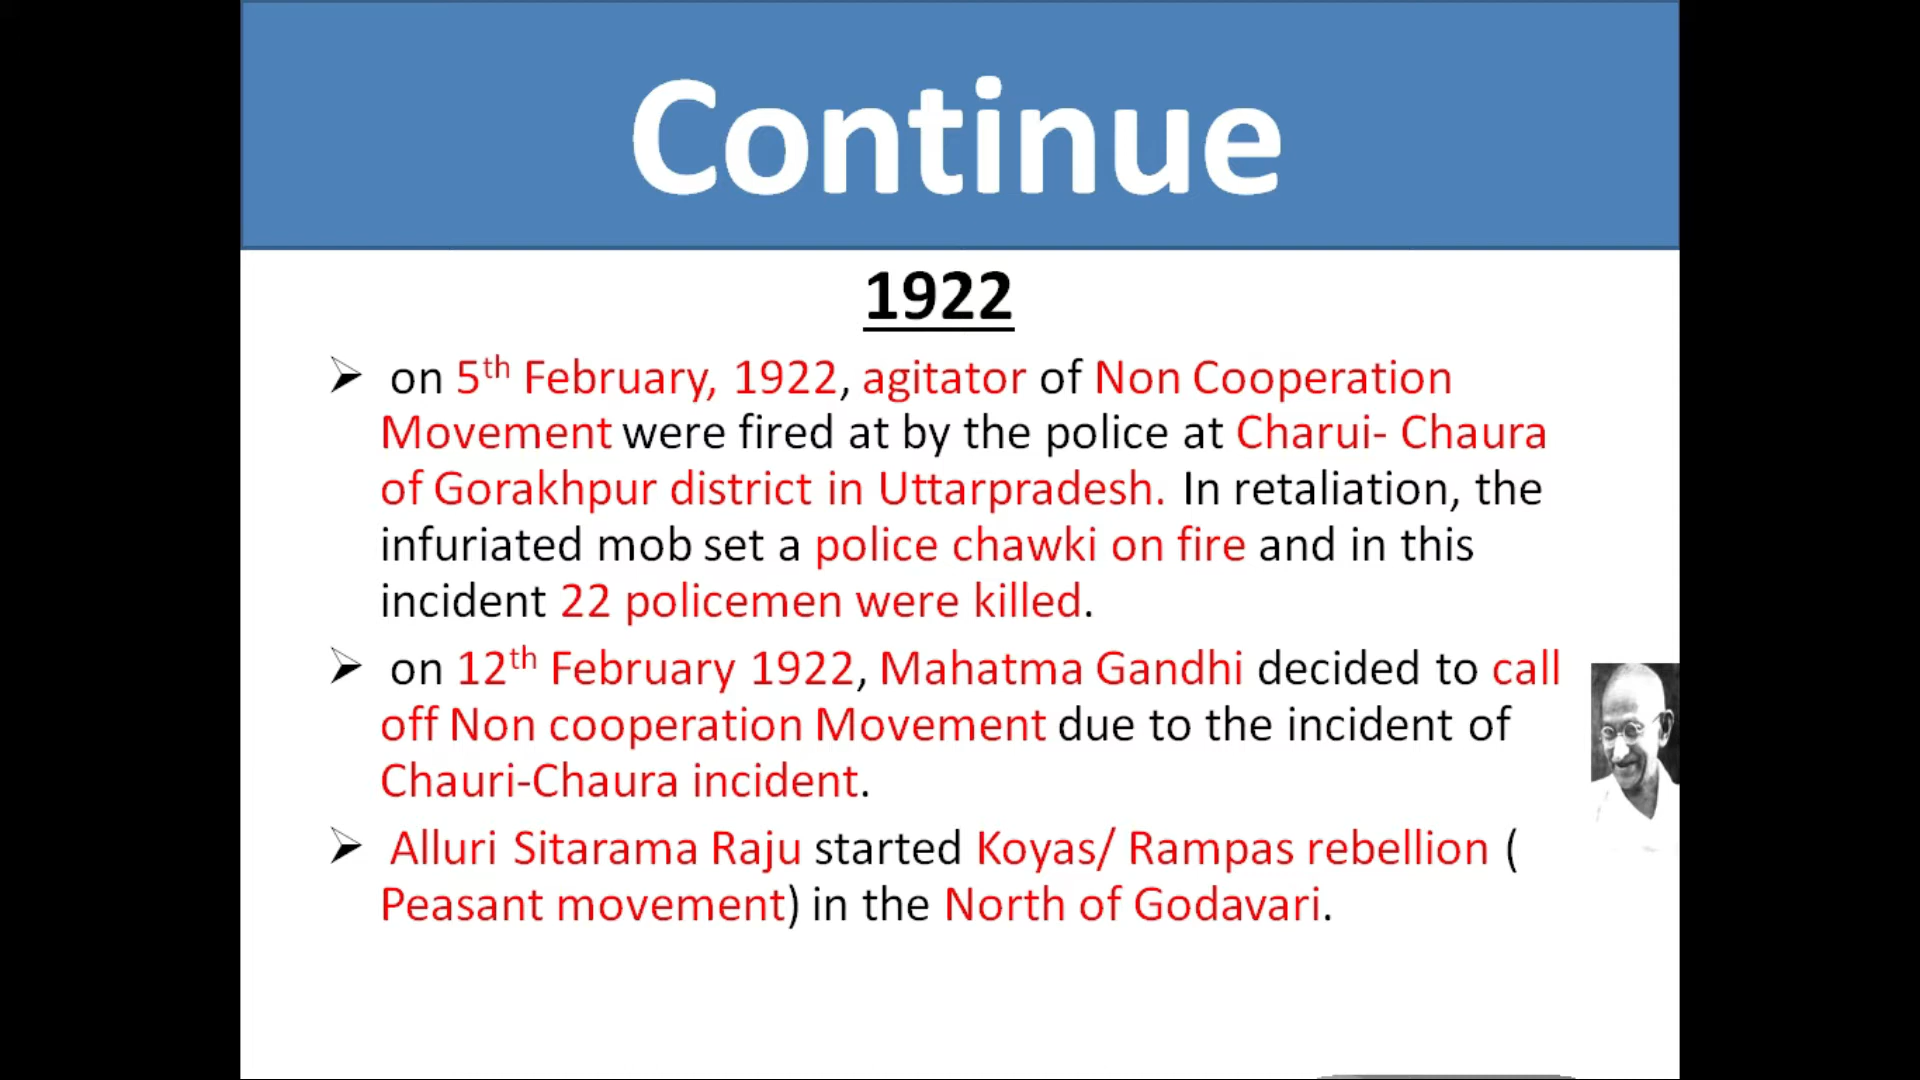 Continue
1922
➢ on 5th February, 1922, agitator of Non Cooperation
Movement were fired at by the police at Charui- Chaura
of Gorakhpur district in Uttarpradesh. In retaliation, the
infuriated mob set a police chawki on fire and in this
incident 22 policemen were killed.
➢ on 12th February 1922, Mahatma Gandhi decided to call
off Non cooperation Movement due to the incident of
Chauri-Chaura incident.
➢ Alluri Sitarama Raju started Koyas/ Rampas rebellion (
Peasant movement) in the North of Godavari.